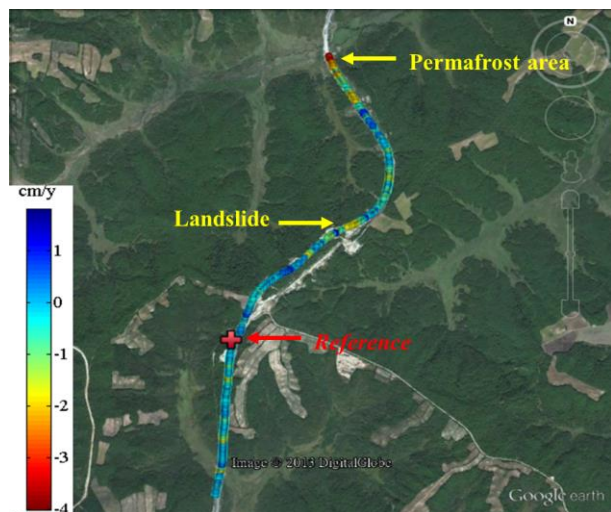 N
Permafrost area
cm/y
Landslide
1
0
-1
Reference
-2
-3
Image © 2013 DigitalGlobe
-4
Google earth